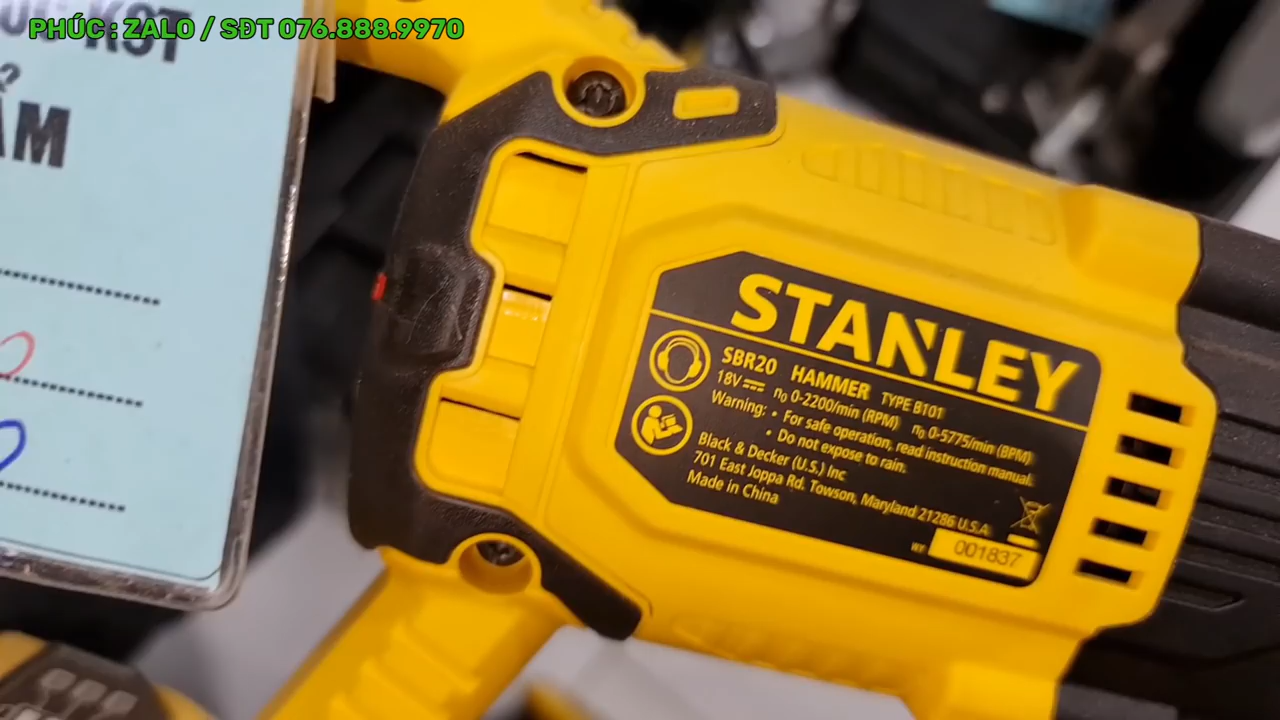 PHÚC : ZALO / SĐT 076.888.9970
KST
ẨM
STANLEY
SBR20 HAMMER TYPE B101
18V n0 0-2200/min (RPM) n0 0-5775/min (BPM)
Warning: • For safe operation, read instruction manual.
• Do not expose to rain.
Black & Decker (U.S.) Inc
701 East Joppa Rd. Towson, Maryland 21286 U.S.A
Made in China
001837